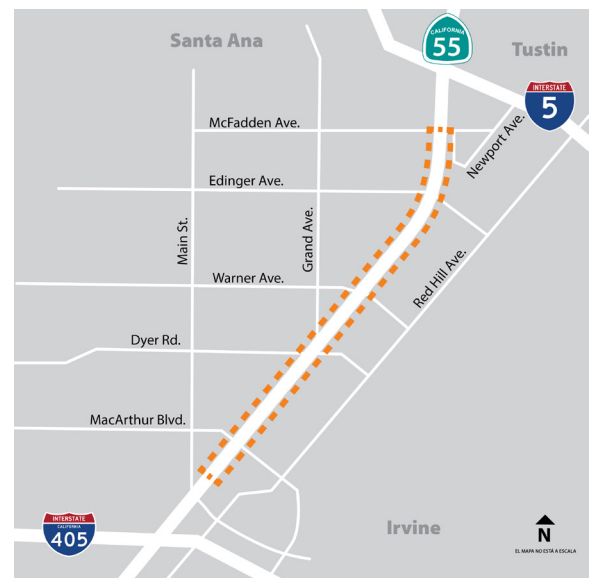 Santa Ana
CALIFORNIA
55
Tustin
INTERSTATE
5
McFadden Ave.
Newport Ave.
Edinger Ave.
Main St.
Grand Ave.
Warner Ave.
Red Hill Ave.
Dyer Rd.
MacArthur Blvd.
INTERSTATE
CALIFORNIA
405
Irvine
N
EL MAPA NO ESTÁ A ESCALA